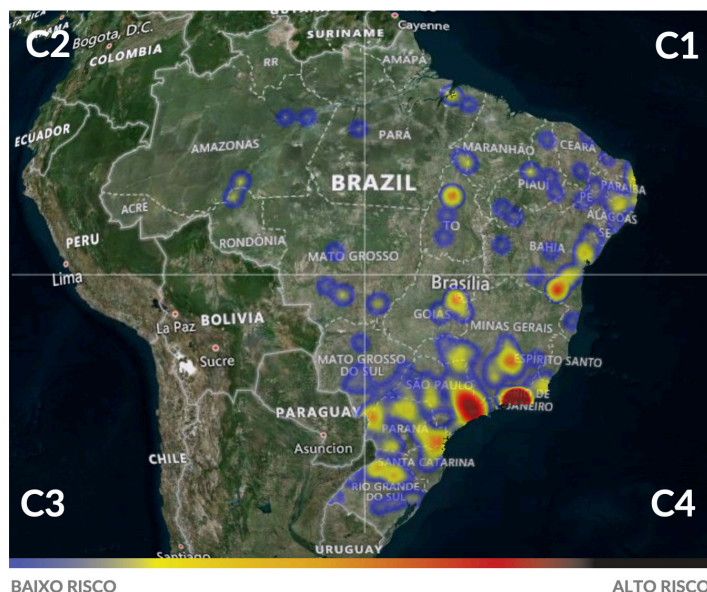 C2
C1
Bogota, D.C.
COLOMBIA
SURINAME
Cayenne
RR
AMAPÁ
ECUADOR
AMAZONAS
PARÁ
MARANHÃO
CEARÁ
BRAZIL
PIAUÍ
PARAÍBA
PE
ACRE
ALAGOAS
TO
SE
PERU
RONDÔNIA
BAHIA
MATO GROSSO
Lima
Brasília
GOIÁS
La Paz
BOLIVIA
MINAS GERAIS
Sucre
MATO GROSSO
DO SUL
ESPÍRITO SANTO
SÃO PAULO
DE
JANEIRO
PARAGUAY
PARANÁ
Asuncion
CHILE
SANTA CATARINA
RIO GRANDE
DO SUL
C3
C4
URUGUAY
Santiago
BAIXO RISCO
ALTO RISCO